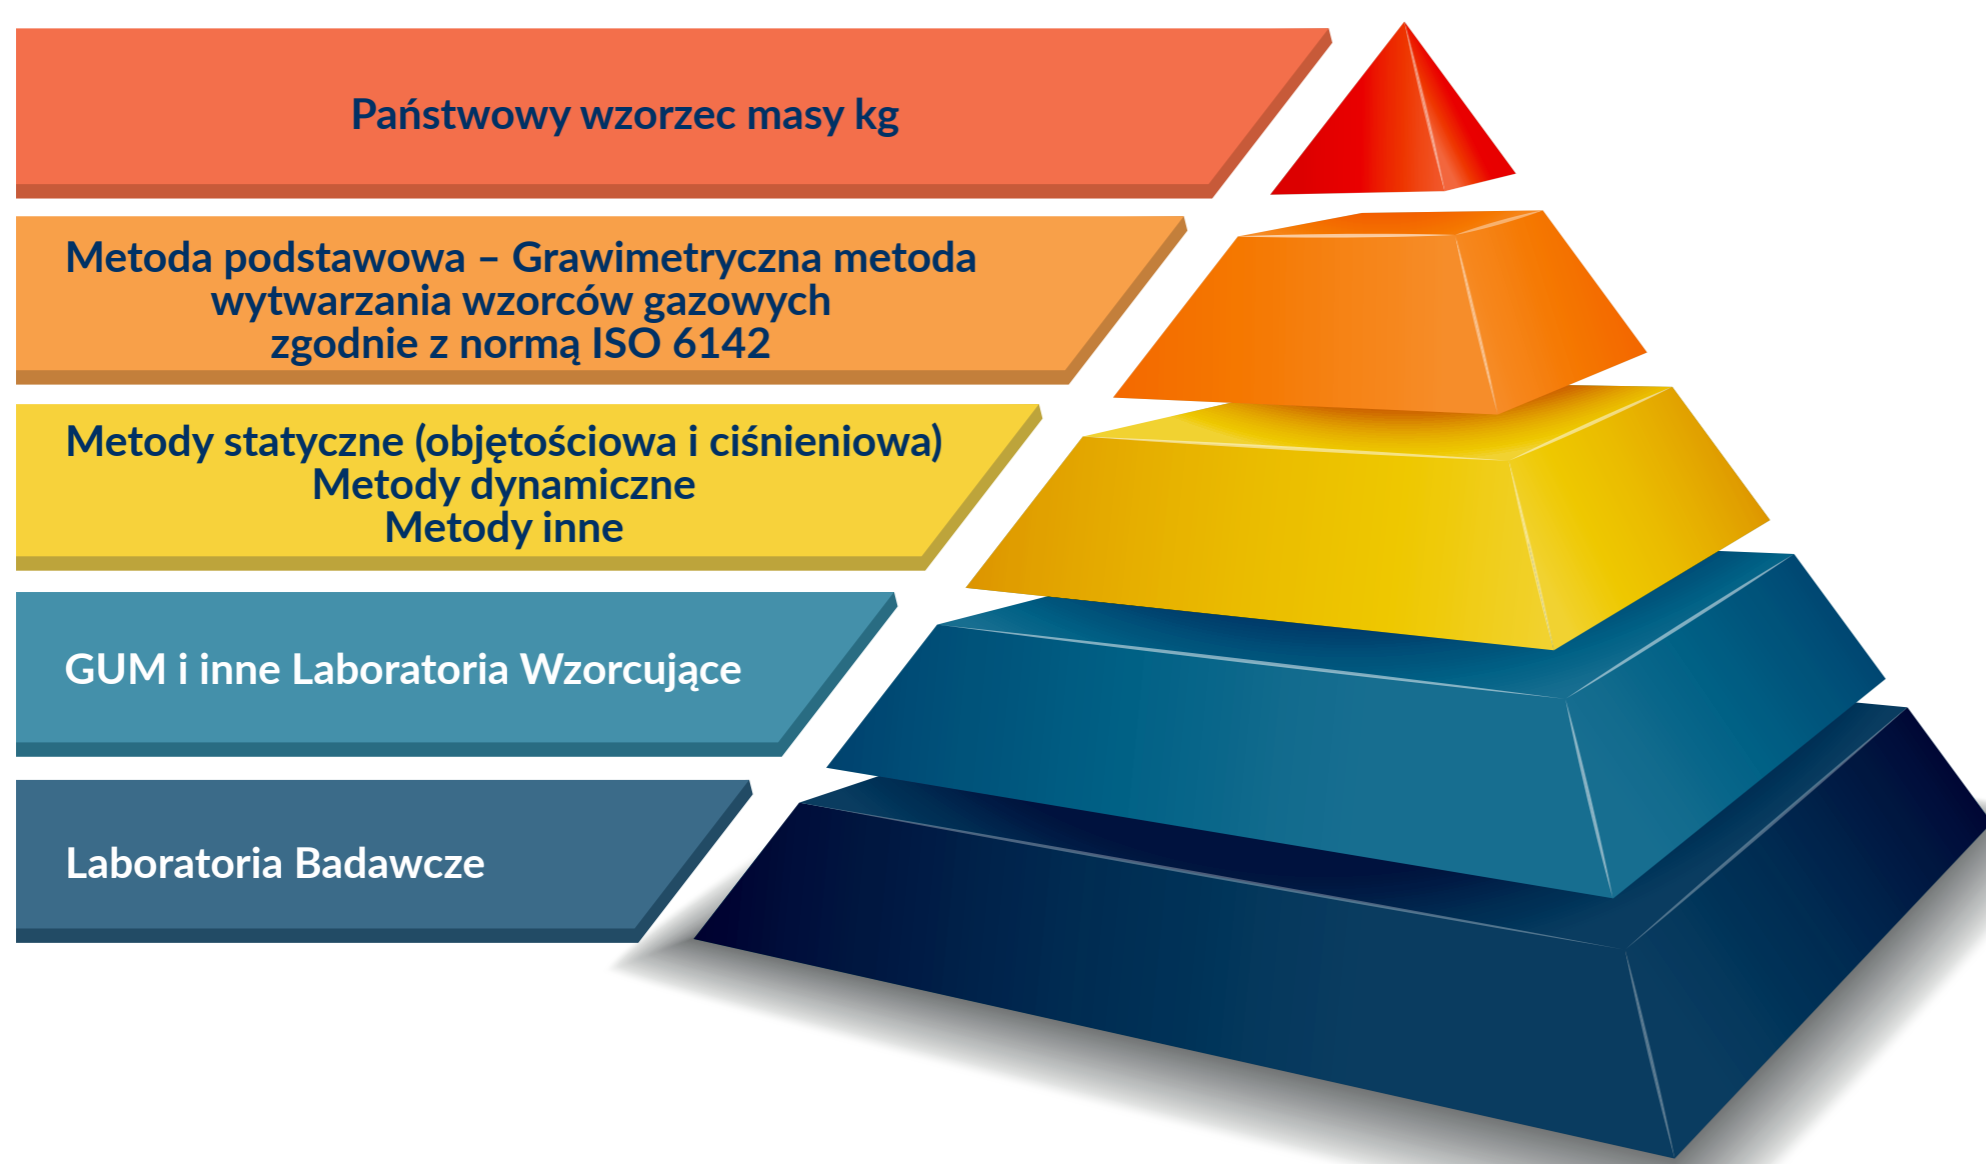 Państwowy wzorzec masy kg
Metoda podstawowa – Grawimetryczna metoda
wytwarzania wzorców gazowych
zgodnie z normą ISO 6142
Metody statyczne (objętościowa i ciśnieniowa)
Metody dynamiczne
Metody inne
GUM i inne Laboratoria Wzorcujące
Laboratoria Badawcze